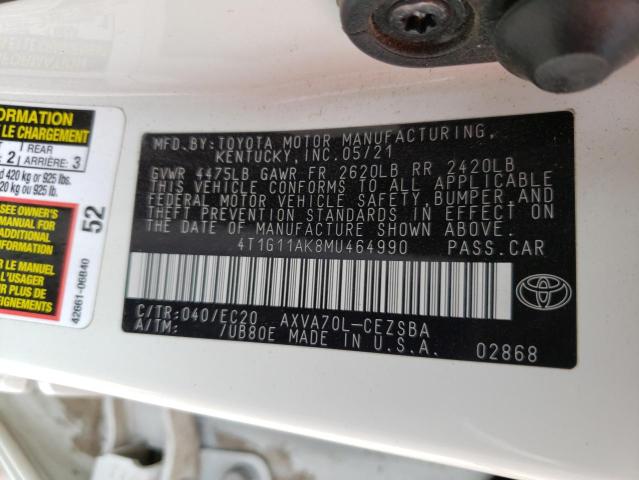 MFD.BY:TOYOTA MOTOR MANUFACTURING,
KENTUCKY, INC.05/21
GVWR 4475LB GAWR FR 2620LB RR 2420LB
THIS VEHICLE CONFORMS TO ALL APPLICABLE
FEDERAL MOTOR VEHICLE SAFETY,BUMPER,AND
THEFT PREVENTION STANDARDS IN EFFECT ON
THE DATE OF MANUFACTURE SHOWN ABOVE.
4T1G11AK8MU464990 PASS.CAR
C/TR:040/EC20 AXVA70L-CEZSBA
A/TM: /UB80E MADE IN U.S.A.
02868
TOYOTA
FORMATION
LE CHARGEMENT
REAR
2 ARRIÈRE: 3
420 kg or 925 lbs.
20 kg ou 925 lb.
SEE OWNER'S
MANUAL FOR
ADDITIONAL
INFORMATION
R LE MANUEL
L'USAGER
UR PLUS DE
EIGNEMENTS
52
42661-06B40